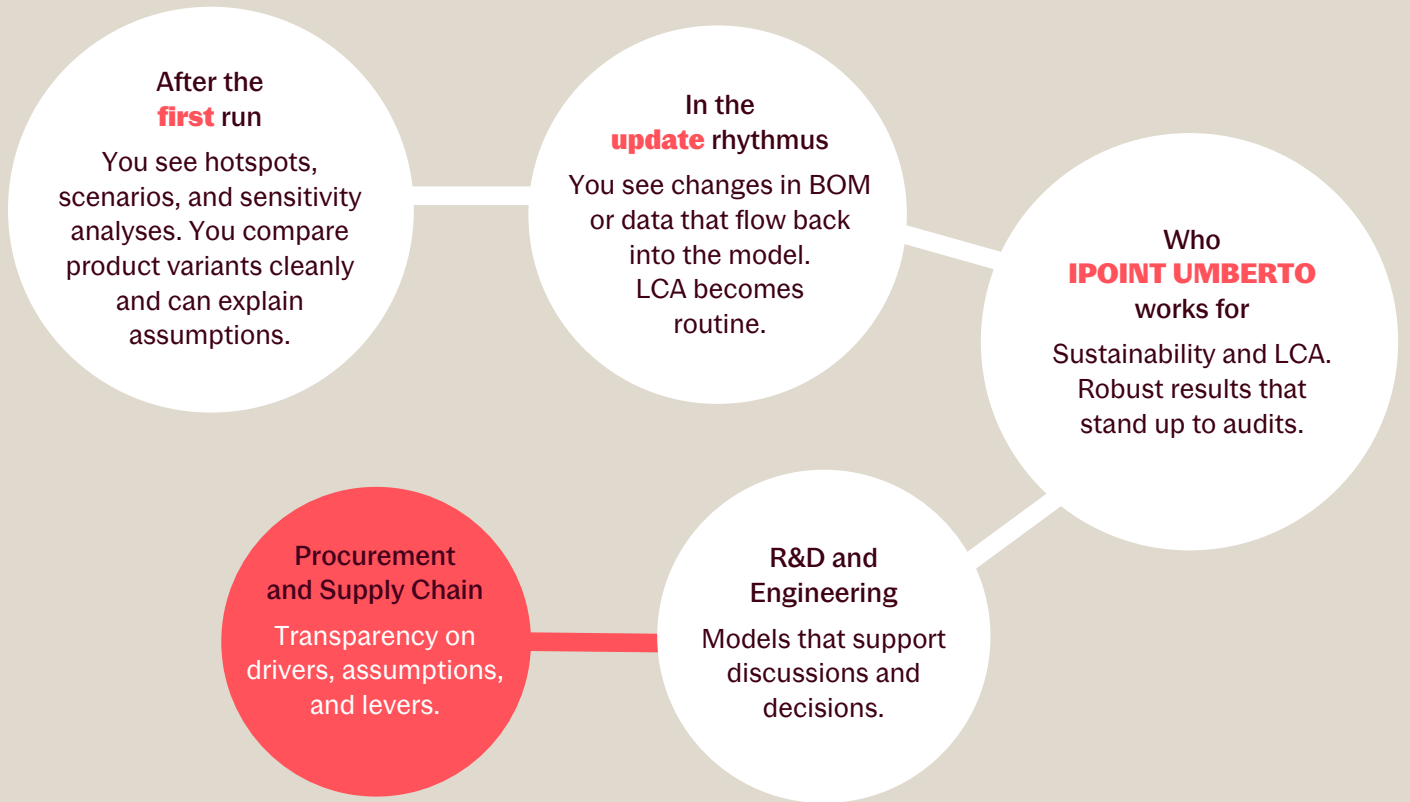 After the
first run
You see hotspots,
scenarios, and sensitivity
analyses. You compare
product variants cleanly
and can explain
assumptions.
In the
update rhythmus
You see changes in BOM
or data that flow back
into the model.
LCA becomes
routine.
Who
IPOINT UMBERTO
works for
Sustainability and LCA.
Robust results that
stand up to audits.
R&D and
Engineering
Models that support
discussions and
decisions.
Procurement
and Supply Chain
Transparency on
drivers, assumptions,
and levers.